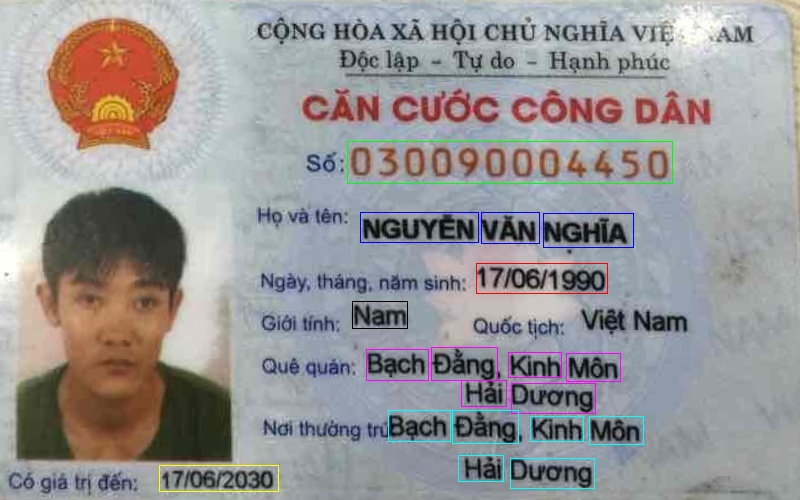 CỘNG HÒA XÃ HỘI CHỦ NGHĨA VIỆT NAM
Độc lập - Tự do - Hạnh phúc
CĂN CƯỚC CÔNG DÂN
Số: 030090004450
Họ và tên: NGUYỄN VĂN NGHĨA
Ngày, tháng, năm sinh: 17/06/1990
Giới tính: Nam Quốc tịch: Việt Nam
Quê quán: Bạch Đằng, Kinh Môn
Hải Dương
Nơi thường trú: Bạch Đằng, Kinh Môn
Hải Dương
Có giá trị đến: 17/06/2030